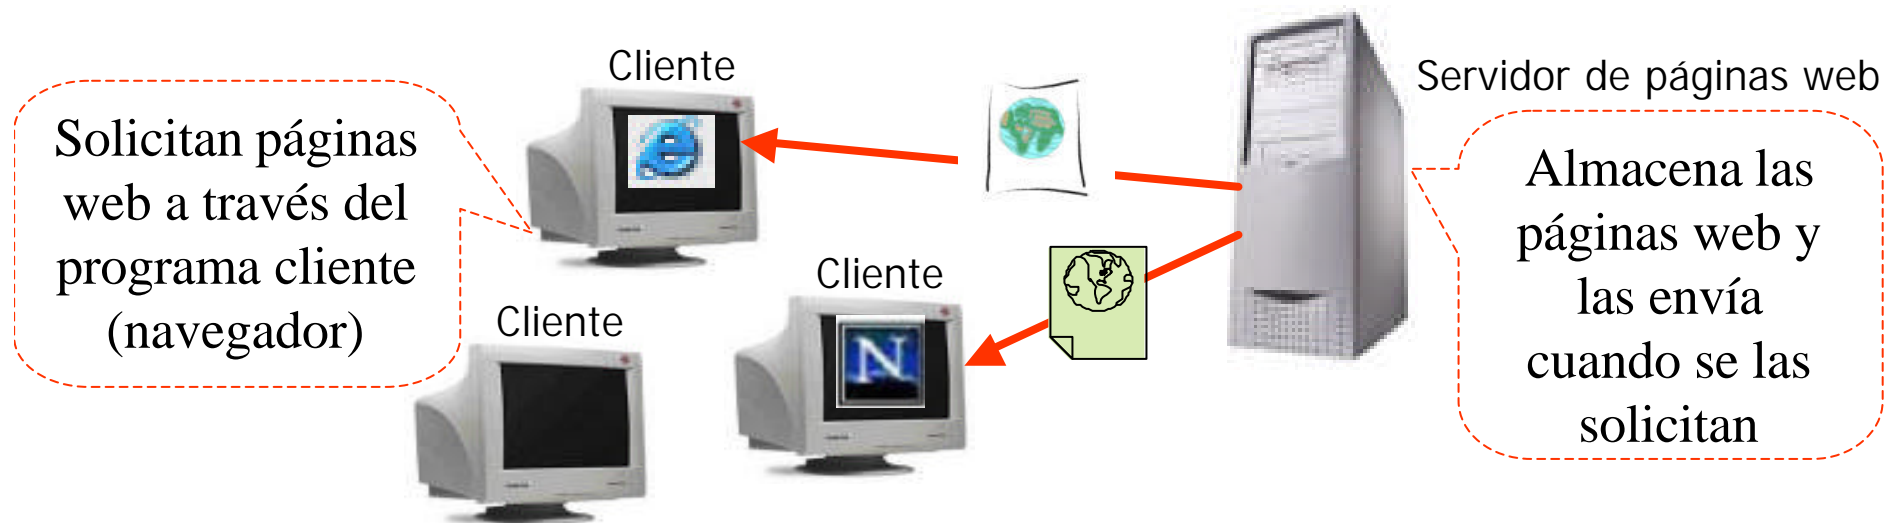 Cliente
Servidor de páginas web
Solicitan páginas
web a través del
programa cliente
(navegador)
Almacena las
páginas web y
las envía
cuando se las
solicitan
Cliente
Cliente
N